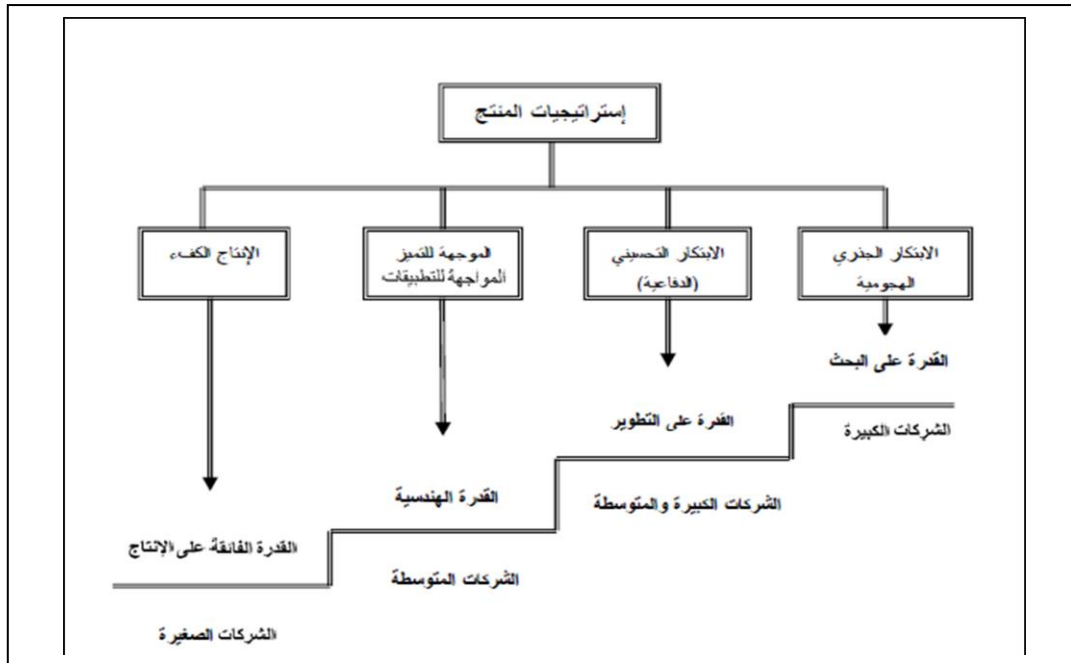 إستراتيجيات المنتج
الابتكار الجذري
الهجومية
الابتكار التحسيني
(الدفاعية)
الموجهة للتميز
المواجهة للتطبيقات
الإنتاج الكفء
القدرة على البحث
الشركات الكبيرة
القدرة على التطوير
الشركات الكبيرة والمتوسطة
القدرة الهندسية
الشركات المتوسطة
القدرة الفائقة على الإنتاج
الشركات الصغيرة